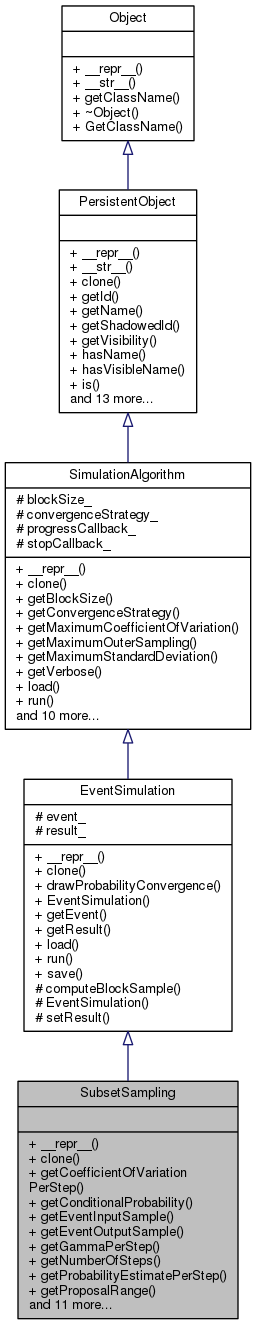 Object
+ __repr__()
+ __str__()
+ getClassName()
+ ~Object()
+ GetClassName()
PersistentObject
+ __repr__()
+ __str__()
+ clone()
+ getId()
+ getName()
+ getShadowedId()
+ getVisibility()
+ hasName()
+ hasVisibleName()
+ is()
and 13 more...
SimulationAlgorithm
# blockSize_
# convergenceStrategy_
# progressCallback_
# stopCallback_
+ __repr__()
+ clone()
+ getBlockSize()
+ getConvergenceStrategy()
+ getMaximumCoefficientOfVariation()
+ getMaximumOuterSampling()
+ getMaximumStandardDeviation()
+ getVerbose()
+ load()
+ run()
and 10 more...
EventSimulation
# event_
# result_
+ __repr__()
+ clone()
+ drawProbabilityConvergence()
+ EventSimulation()
+ getEvent()
+ getResult()
+ load()
+ run()
+ save()
# computeBlockSample()
# EventSimulation()
# setResult()
SubsetSampling
+ __repr__()
+ clone()
+ getCoefficientOfVariation
PerStep()
+ getConditionalProbability()
+ getEventInputSample()
+ getEventOutputSample()
+ getGammaPerStep()
+ getNumberOfSteps()
+ getProbabilityEstimatePerStep()
+ getProposalRange()
and 11 more...